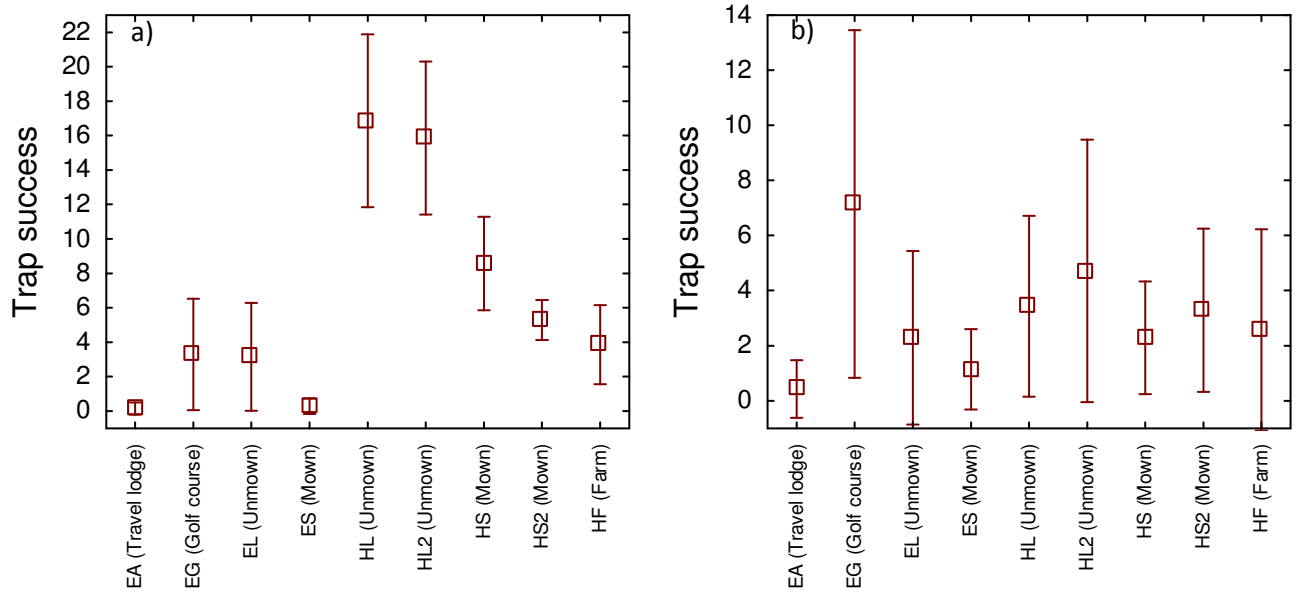 a)
Trap success
22
20
18
16
14
12
10
8
6
4
2
0
EA (Travel lodge)
EG (Golf course)
EL (Unmown)
ES (Mown)
HL (Unmown)
HL2 (Unmown)
HS (Mown)
HS2 (Mown)
HF (Farm)
b)
Trap success
14
12
10
8
6
4
2
0
EA (Travel lodge)
EG (Golf course)
EL (Unmown)
ES (Mown)
HL (Unmown)
HL2 (Unmown)
HS (Mown)
HS2 (Mown)
HF (Farm)